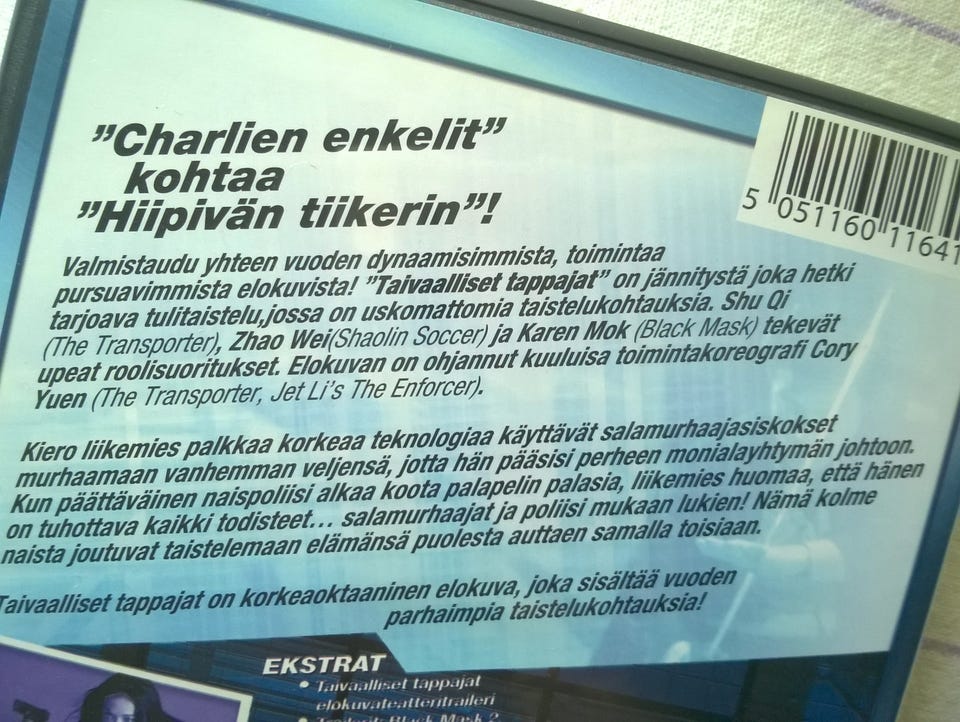 ”Charlien enkelit”
kohtaa
”Hiipivän tiikerin”!
Valmistaudu yhteen vuoden dynaamisimmista, toimintaa
pursuavimmista elokuvista! ”Taivaalliset tappajat” on jännitystä joka hetki
tarjoava tulitaistelu,jossa on uskomattomia taistelukohtauksia. Shu Qi
(The Transporter), Zhao Wei(Shaolin Soccer) ja Karen Mok (Black Mask) tekevät
upeat roolisuoritukset. Elokuvan on ohjannut kuuluisa toimintakoreografi Cory
Yuen (The Transporter, Jet Li’s The Enforcer).
Kiero liikemies palkkaa korkeaa teknologiaa käyttävät salamurhaajasiskokset
murhaamaan vanhemman veljensä, jotta hän pääsisi perheen monialayhtymän johtoon.
Kun päättäväinen naispoliisi alkaa koota palapelin palasia, liikemies huomaa, että hänen
on tuhottava kaikki todisteet… salamurhaajat ja poliisi mukaan lukien! Nämä kolme
naista joutuvat taistelemaan elämänsä puolesta auttaen samalla toisiaan.
Taivaalliset tappajat on korkeaoktaaninen elokuva, joka sisältää vuoden
parhaimpia taistelukohtauksia!
5 051160 11641
EKSTRAT
• Taivaalliset tappajat
elokuvateatteritraileri
• Trailerit: Black Mask 2